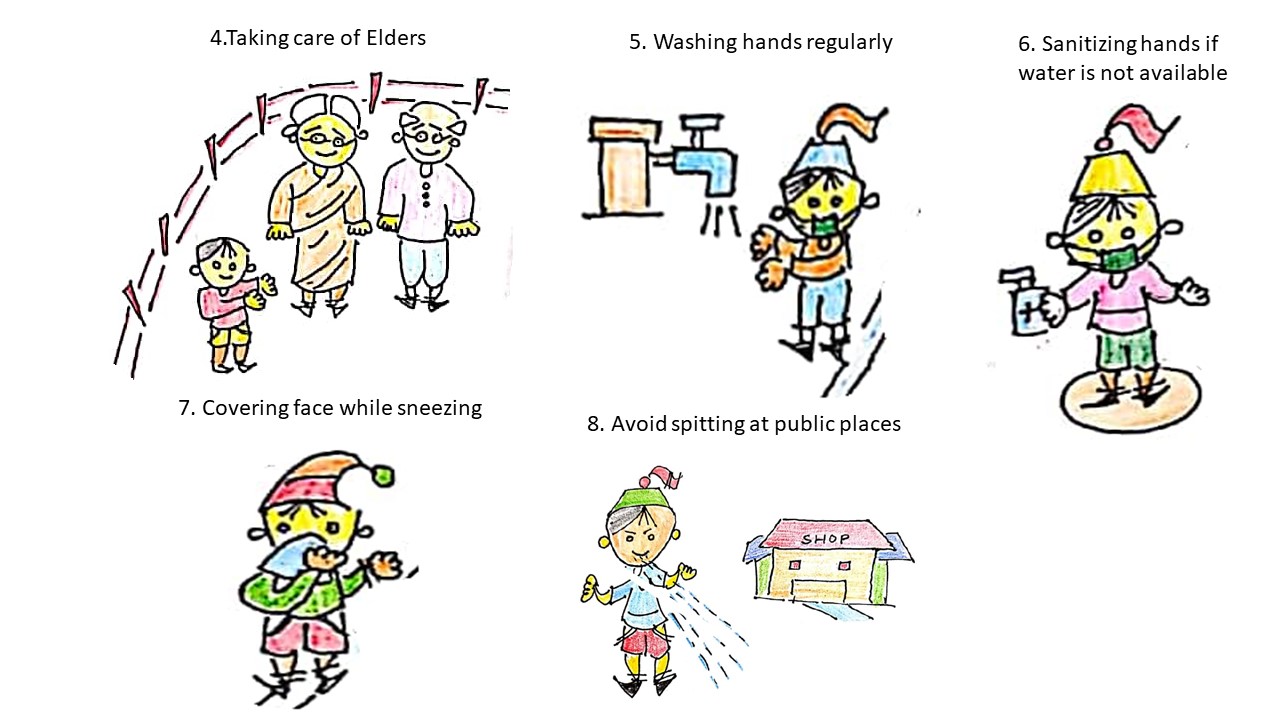 4.Taking care of Elders
5. Washing hands regularly
6. Sanitizing hands if
water is not available
7. Covering face while sneezing
8. Avoid spitting at public places
SHOP